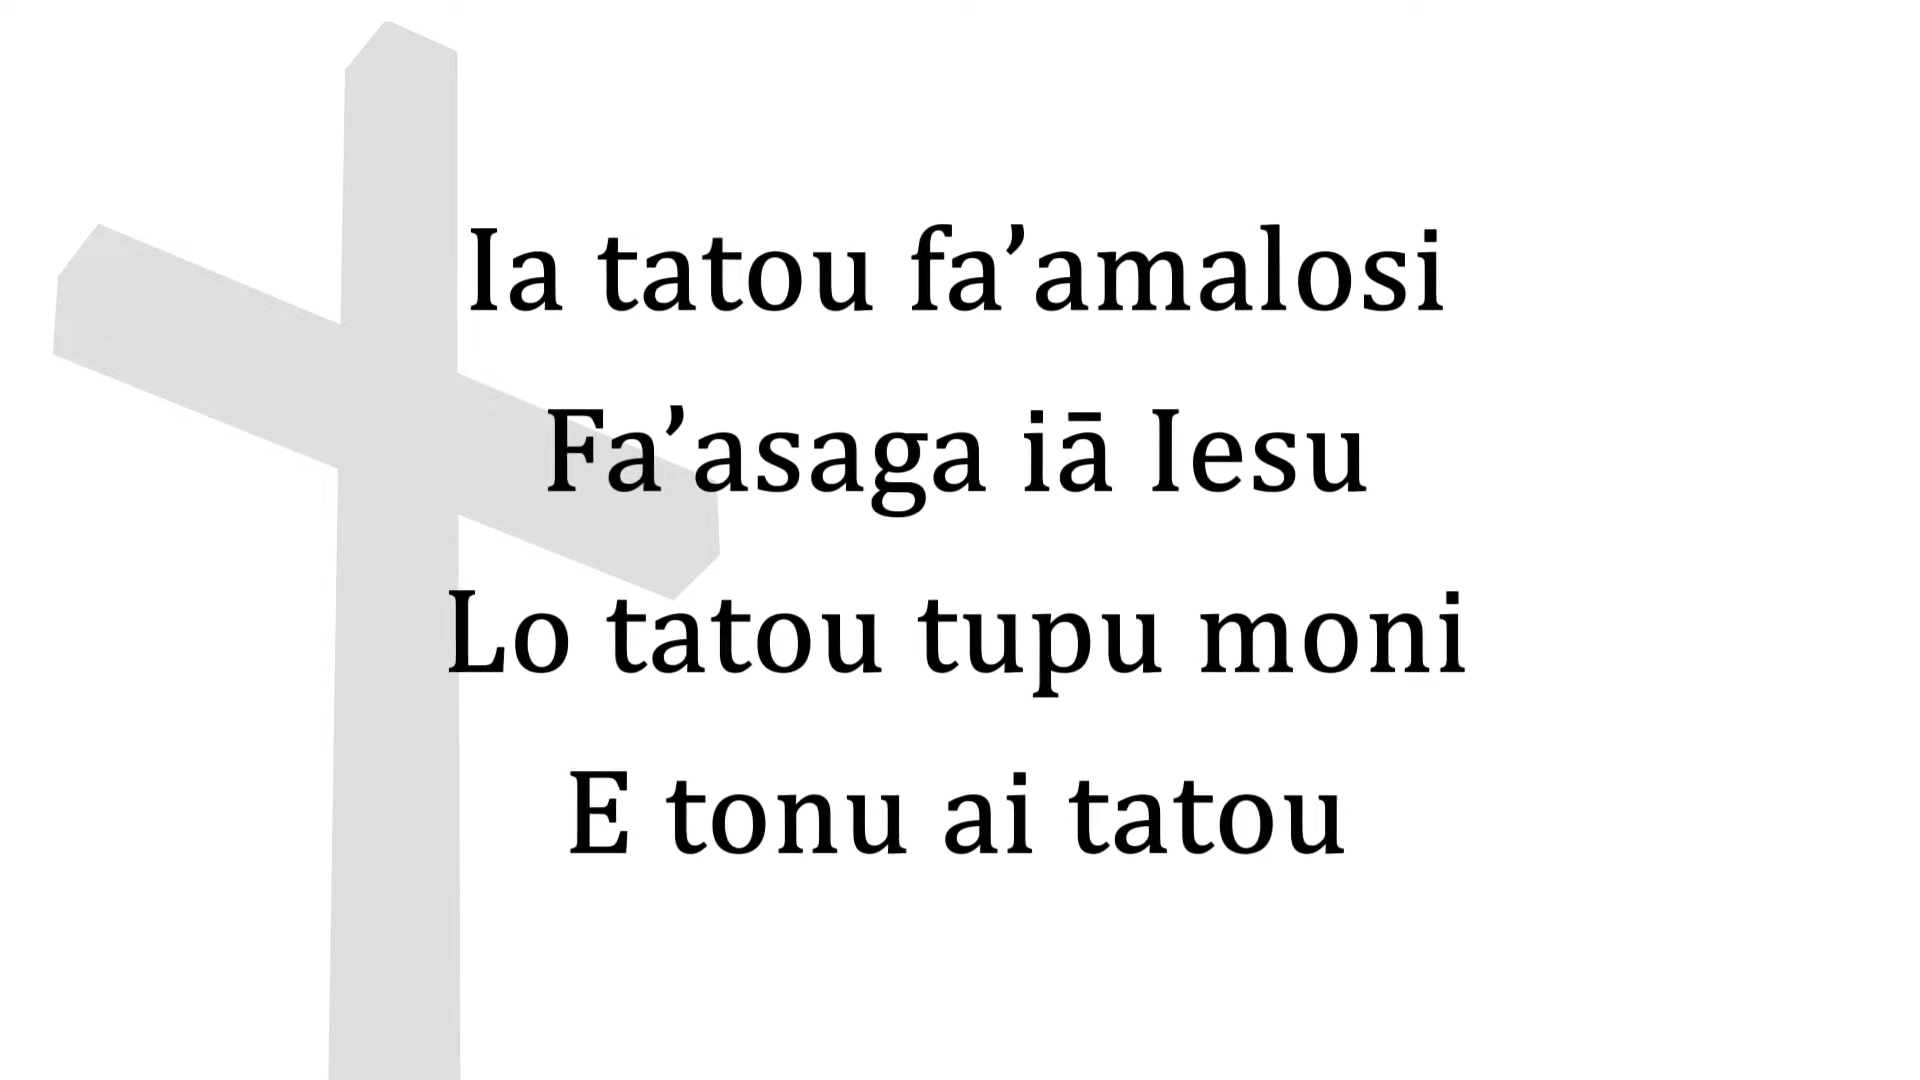 Ia tatou fa’amalosi
Fa’asaga iā Iesu
Lo tatou tupu moni
E tonu ai tatou